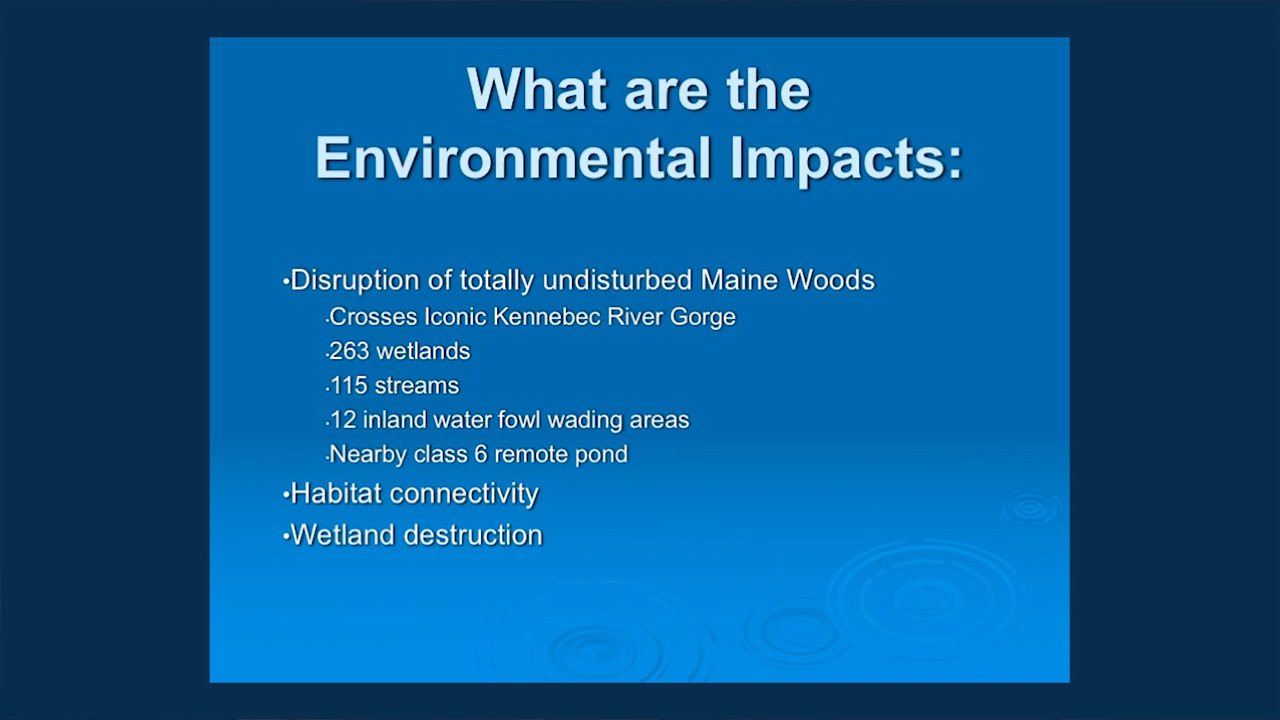 What are the
Environmental Impacts:
•Disruption of totally undisturbed Maine Woods
•Crosses Iconic Kennebec River Gorge
•263 wetlands
•115 streams
•12 inland water fowl wading areas
•Nearby class 6 remote pond
•Habitat connectivity
•Wetland destruction